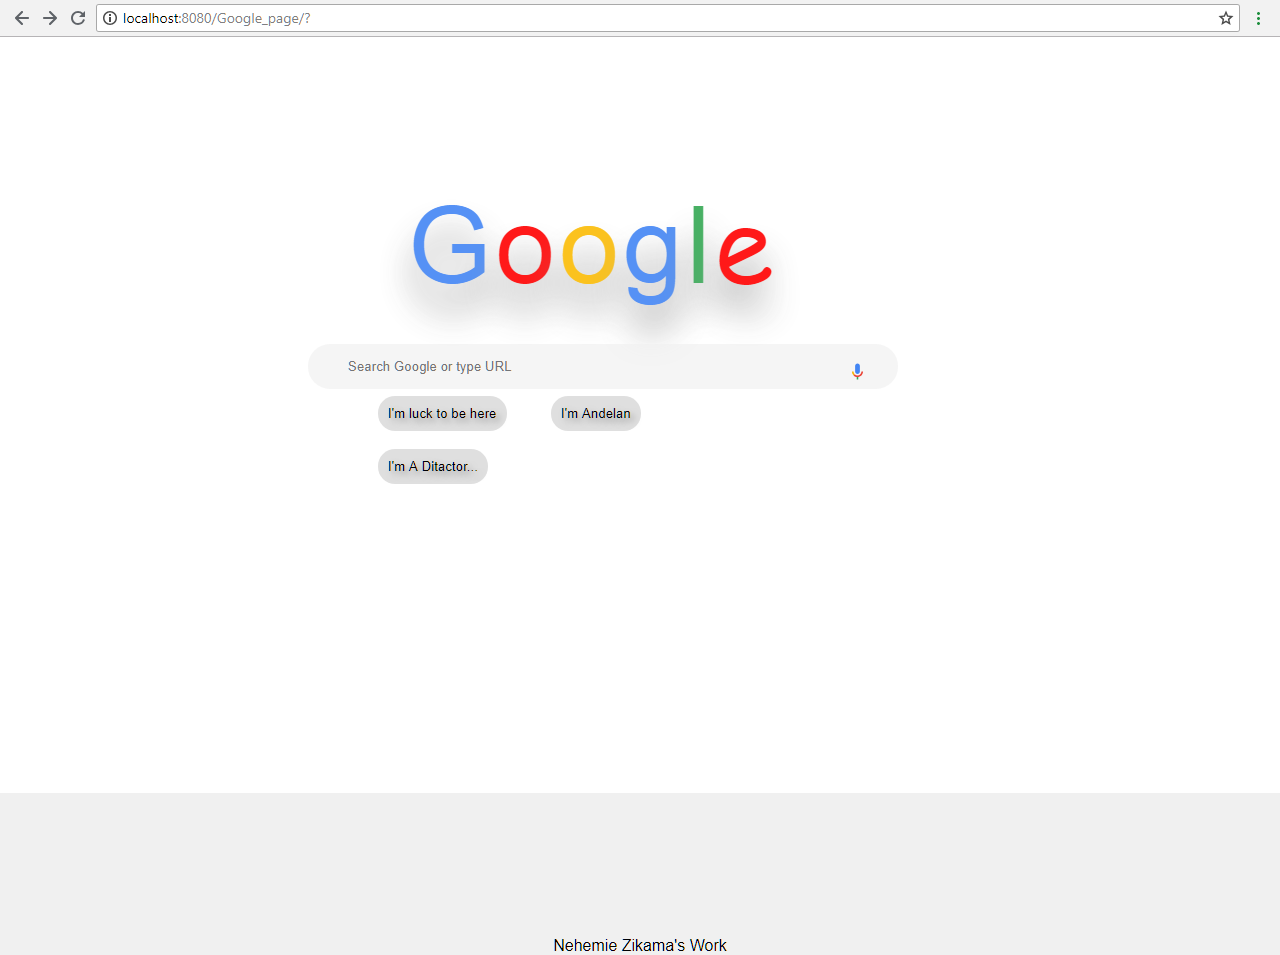 localhost:8080/Google_page/?
Google
Search Google or type URL
I'm luck to be here
I'm Andelan
I'm A Ditactor...
Nehemie Zikama's Work